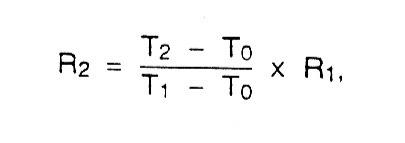 R₂ = (T₂ − T₀)/(T₁ − T₀) x R₁,